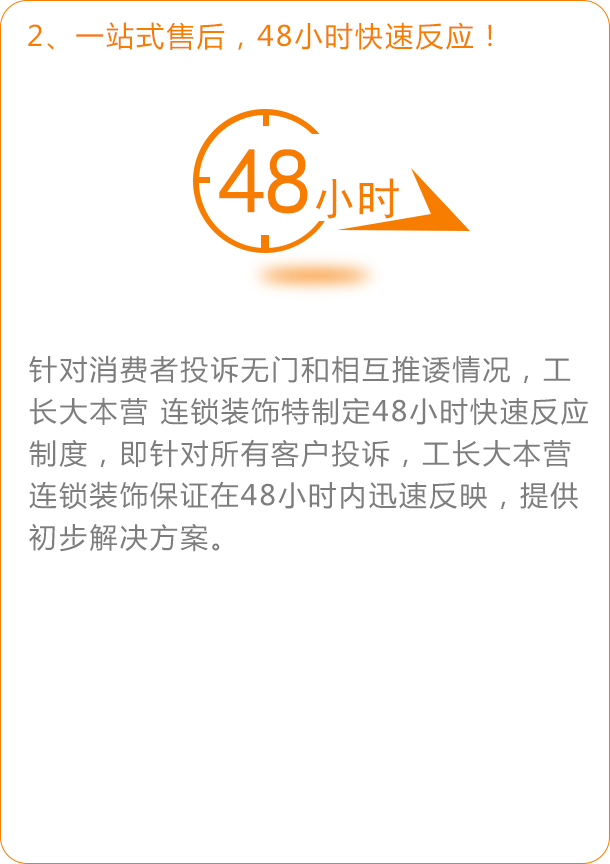 2、一站式售后，48小时快速反应！
48小时
针对消费者投诉无门和相互推诿情况，工
长大本营 连锁装饰特制定48小时快速反应
制度，即针对所有客户投诉，工长大本营
连锁装饰保证在48小时内迅速反映，提供
初步解决方案。